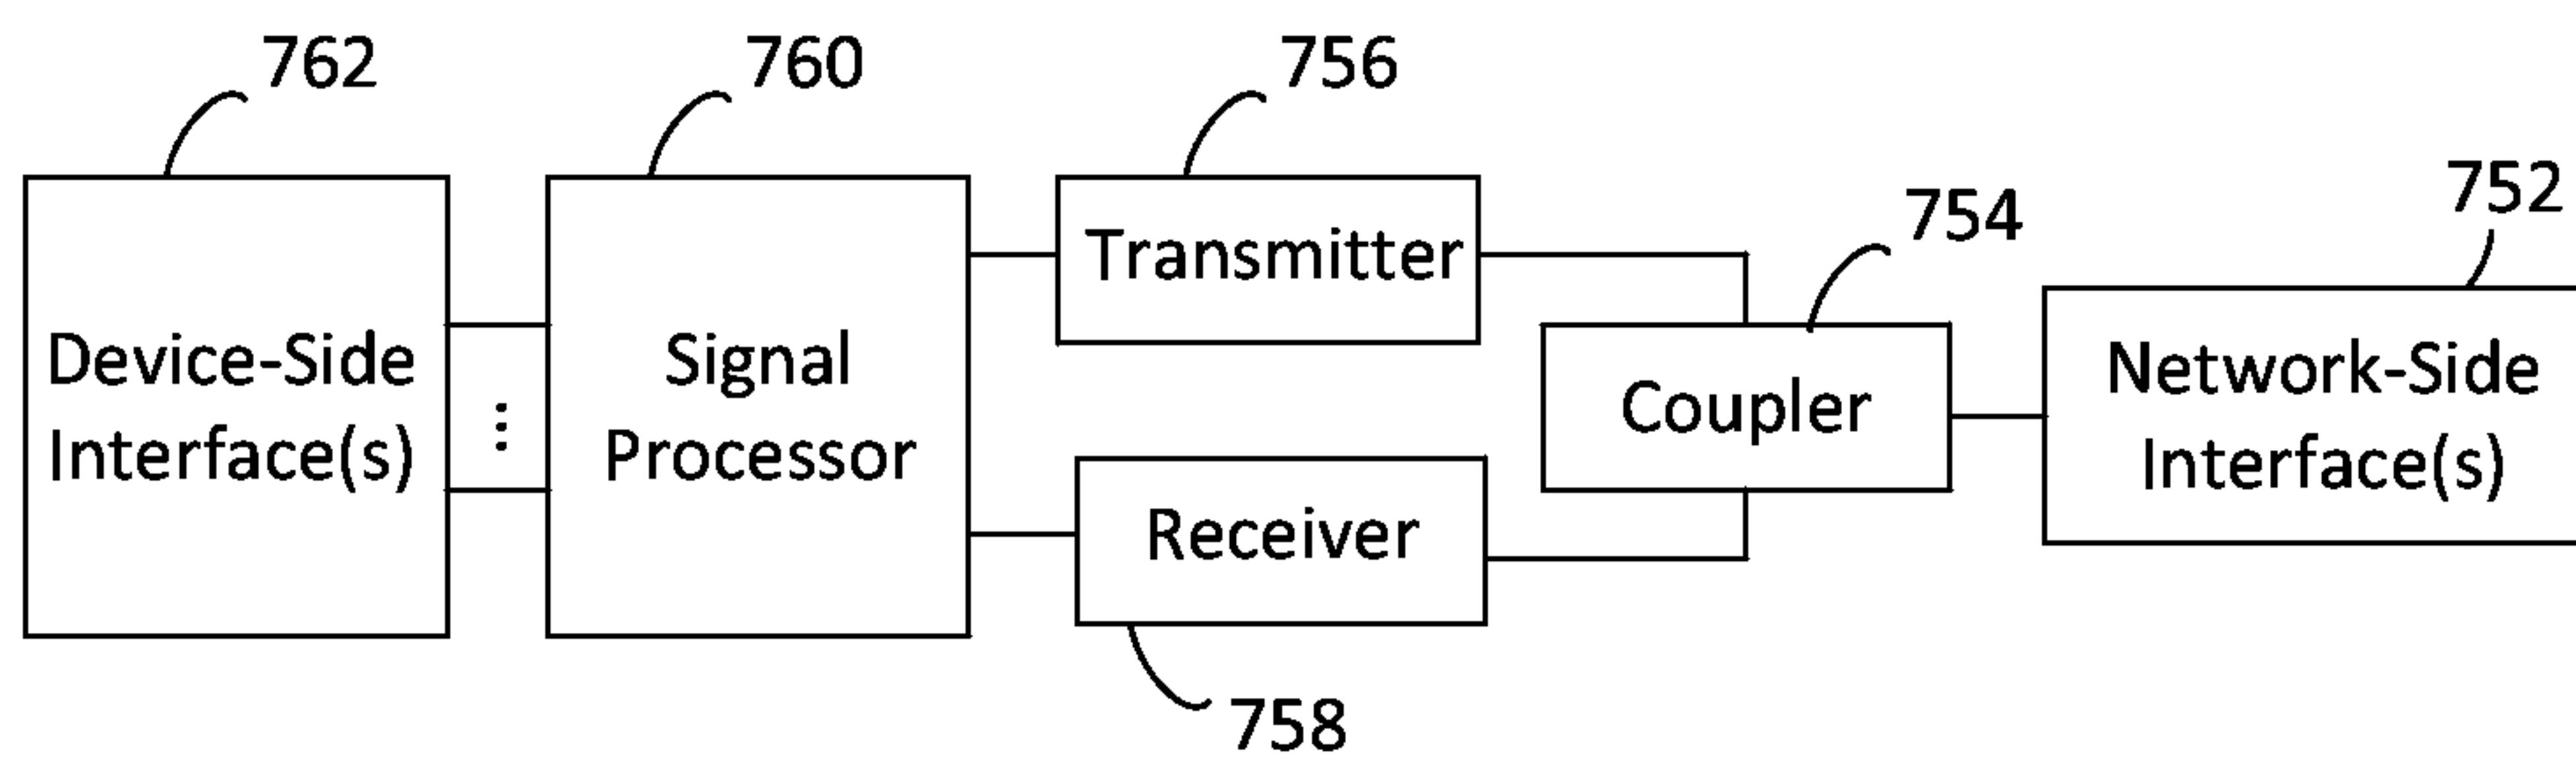 762
760
756
754
752
Device-Side
Interface(s)
Signal
Processor
Transmitter
Receiver
Coupler
Network-Side
Interface(s)
758